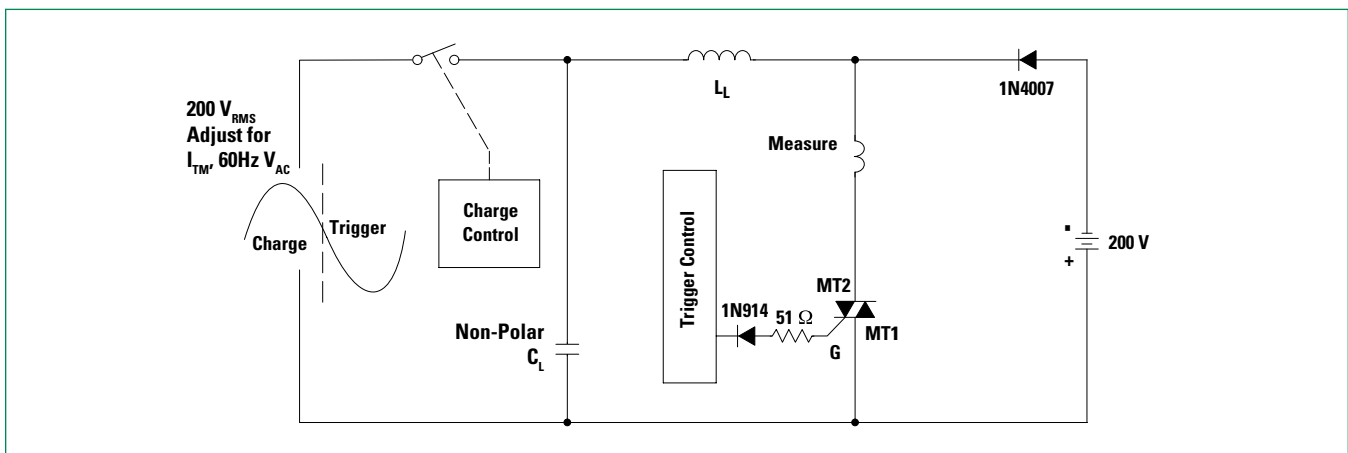 200 V_RMS
Adjust for
I_TM, 60Hz V_AC
Charge
Trigger
Charge
Control
Non-Polar
C_L
L_L
Measure
Trigger Control
1N914
51 Ω
G
MT2
MT1
1N4007
-
+
200 V